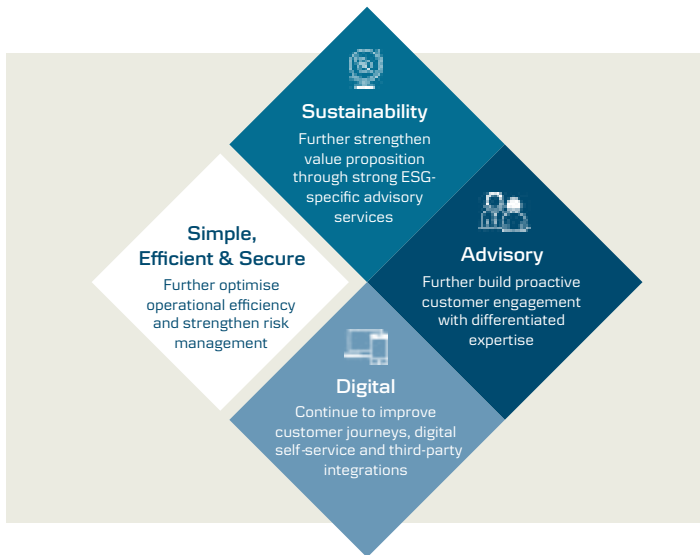 Sustainability
Further strengthen
value proposition
through strong ESG-
specific advisory
services
Simple,
Efficient & Secure
Further optimise
operational efficiency
and strengthen risk
management
Advisory
Further build proactive
customer engagement
with differentiated
expertise
Digital
Continue to improve
customer journeys, digital
self-service and third-party
integrations